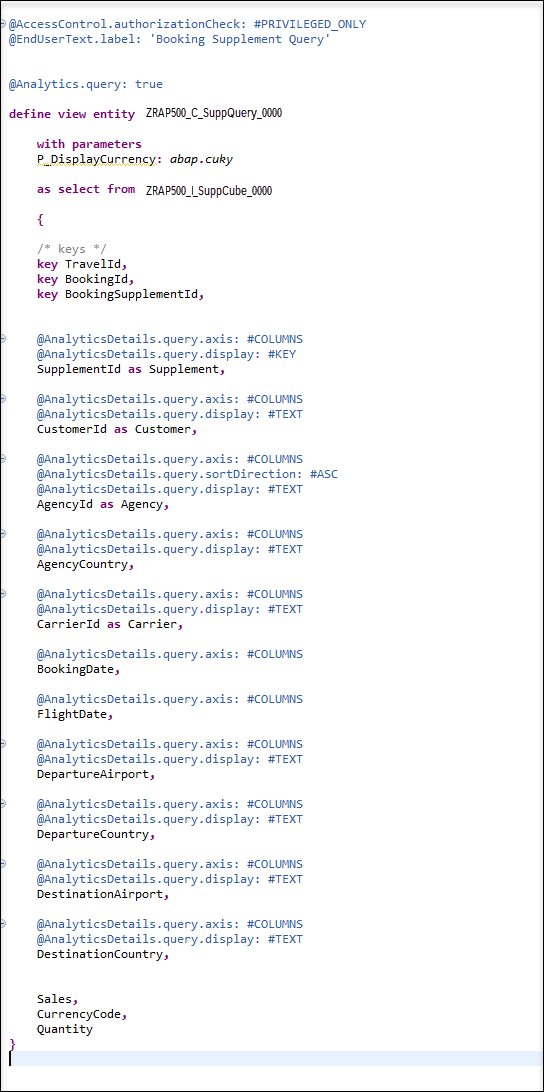 @AccessControl.authorizationCheck: #PRIVILEGED_ONLY
@EndUserText.label: 'Booking Supplement Query'
@Analytics.query: true
define view entity ZRAP500_C_SuppQuery_0000
with parameters
P_DisplayCurrency: abap.cuky
as select from ZRAP500_I_SuppCube_0000
{
/* keys */
key TravelId,
key BookingId,
key BookingSupplementId,
@AnalyticsDetails.query.axis: #COLUMNS
@AnalyticsDetails.query.display: #KEY
SupplementId as Supplement,
@AnalyticsDetails.query.axis: #COLUMNS
@AnalyticsDetails.query.display: #TEXT
CustomerId as Customer,
@AnalyticsDetails.query.axis: #COLUMNS
@AnalyticsDetails.query.sortDirection: #ASC
@AnalyticsDetails.query.display: #TEXT
AgencyId as Agency,
@AnalyticsDetails.query.axis: #COLUMNS
@AnalyticsDetails.query.display: #TEXT
AgencyCountry,
@AnalyticsDetails.query.axis: #COLUMNS
@AnalyticsDetails.query.display: #TEXT
CarrierId as Carrier,
@AnalyticsDetails.query.axis: #COLUMNS
BookingDate,
@AnalyticsDetails.query.axis: #COLUMNS
FlightDate,
@AnalyticsDetails.query.axis: #COLUMNS
@AnalyticsDetails.query.display: #TEXT
DepartureAirport,
@AnalyticsDetails.query.axis: #COLUMNS
@AnalyticsDetails.query.display: #TEXT
DepartureCountry,
@AnalyticsDetails.query.axis: #COLUMNS
@AnalyticsDetails.query.display: #TEXT
DestinationAirport,
@AnalyticsDetails.query.axis: #COLUMNS
@AnalyticsDetails.query.display: #TEXT
DestinationCountry,
Sales,
CurrencyCode,
Quantity
}